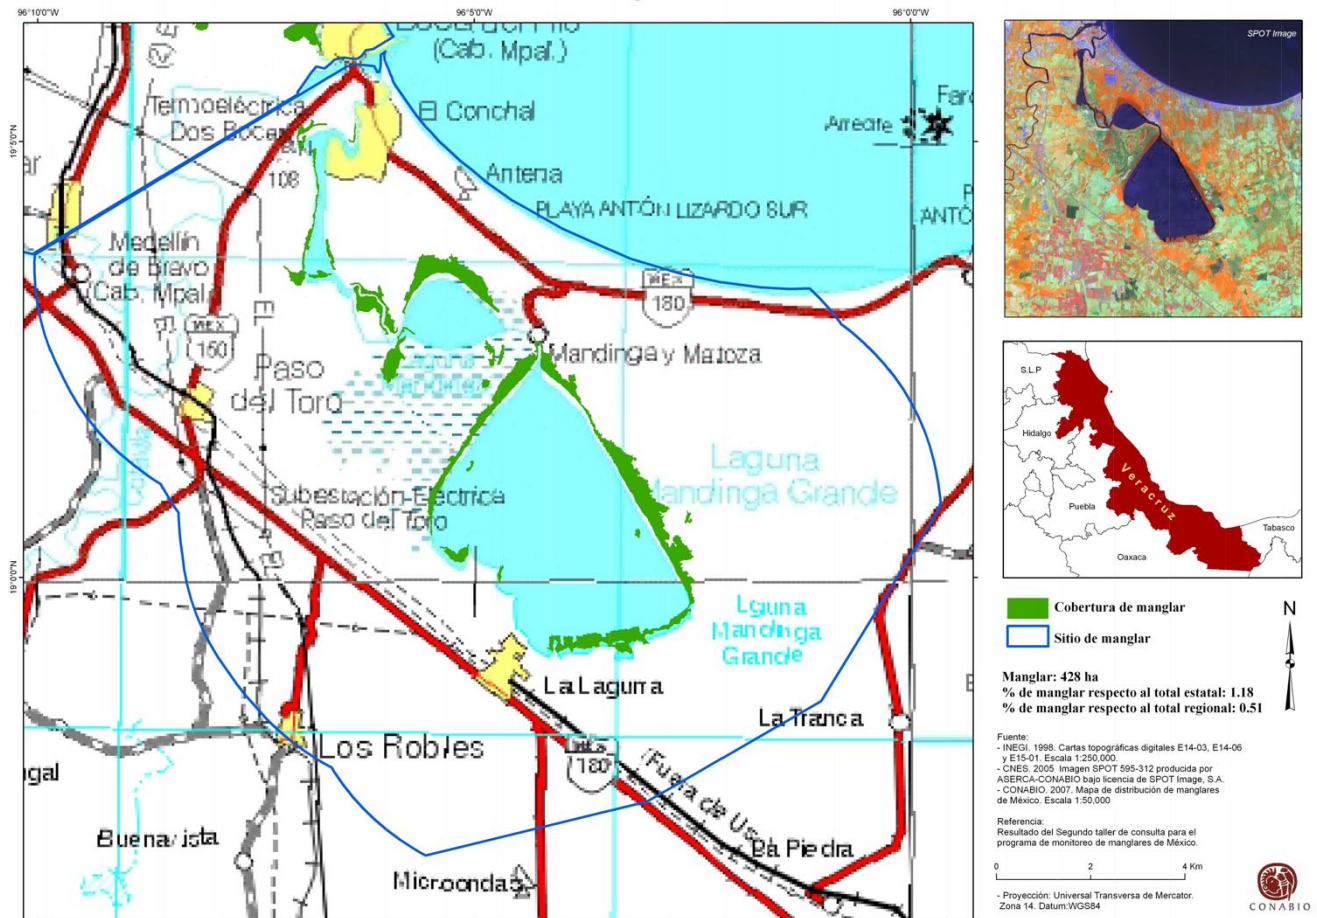 96°10'0"W
96°5'0"W
96°0'0"W
19°5'0"N
19°0'0"N
(Cab. Mpal.)
Termoeléctrica
Dos Bocas
El Conchal
Antena
Arrecife
108
PLAYA ANTÓN LIZARDO SUR
Medellín
de Bravo
(Cab. Mpal.)
MEX
150
MEX
180
Paso
del Toro
Mandinga y Matoza
Laguna
Mandinga Grande
Subestación Eléctrica
Paso del Toro
Lguna
Mandinga
Grande
La Laguna
La Tranca
Los Robles
MEX
180
(Fuera de Uso)
Buenavista
La Piedra
Microondas
SPOT Image
S.L.P
Hidalgo
Puebla
Veracruz
Tabasco
Oaxaca
Cobertura de manglar
Sitio de manglar
N
Manglar: 428 ha
% de manglar respecto al total estatal: 1.18
% de manglar respecto al total regional: 0.51
Fuente:
- INEGI. 1998. Cartas topográficas digitales E14-03, E14-06
y E15-01. Escala 1:250,000.
- CNES. 2005 Imagen SPOT 595-312 producida por
ASERCA-CONABIO bajo licencia de SPOT Image, S.A.
- CONABIO. 2007. Mapa de distribución de manglares
de México. Escala 1:50,000
Referencia:
Resultado del Segundo taller de consulta para el
programa de monitoreo de manglares de México.
0 2 4 Km
- Proyección: Universal Transversa de Mercator.
Zona 14. Datum:WGS84
CONABIO